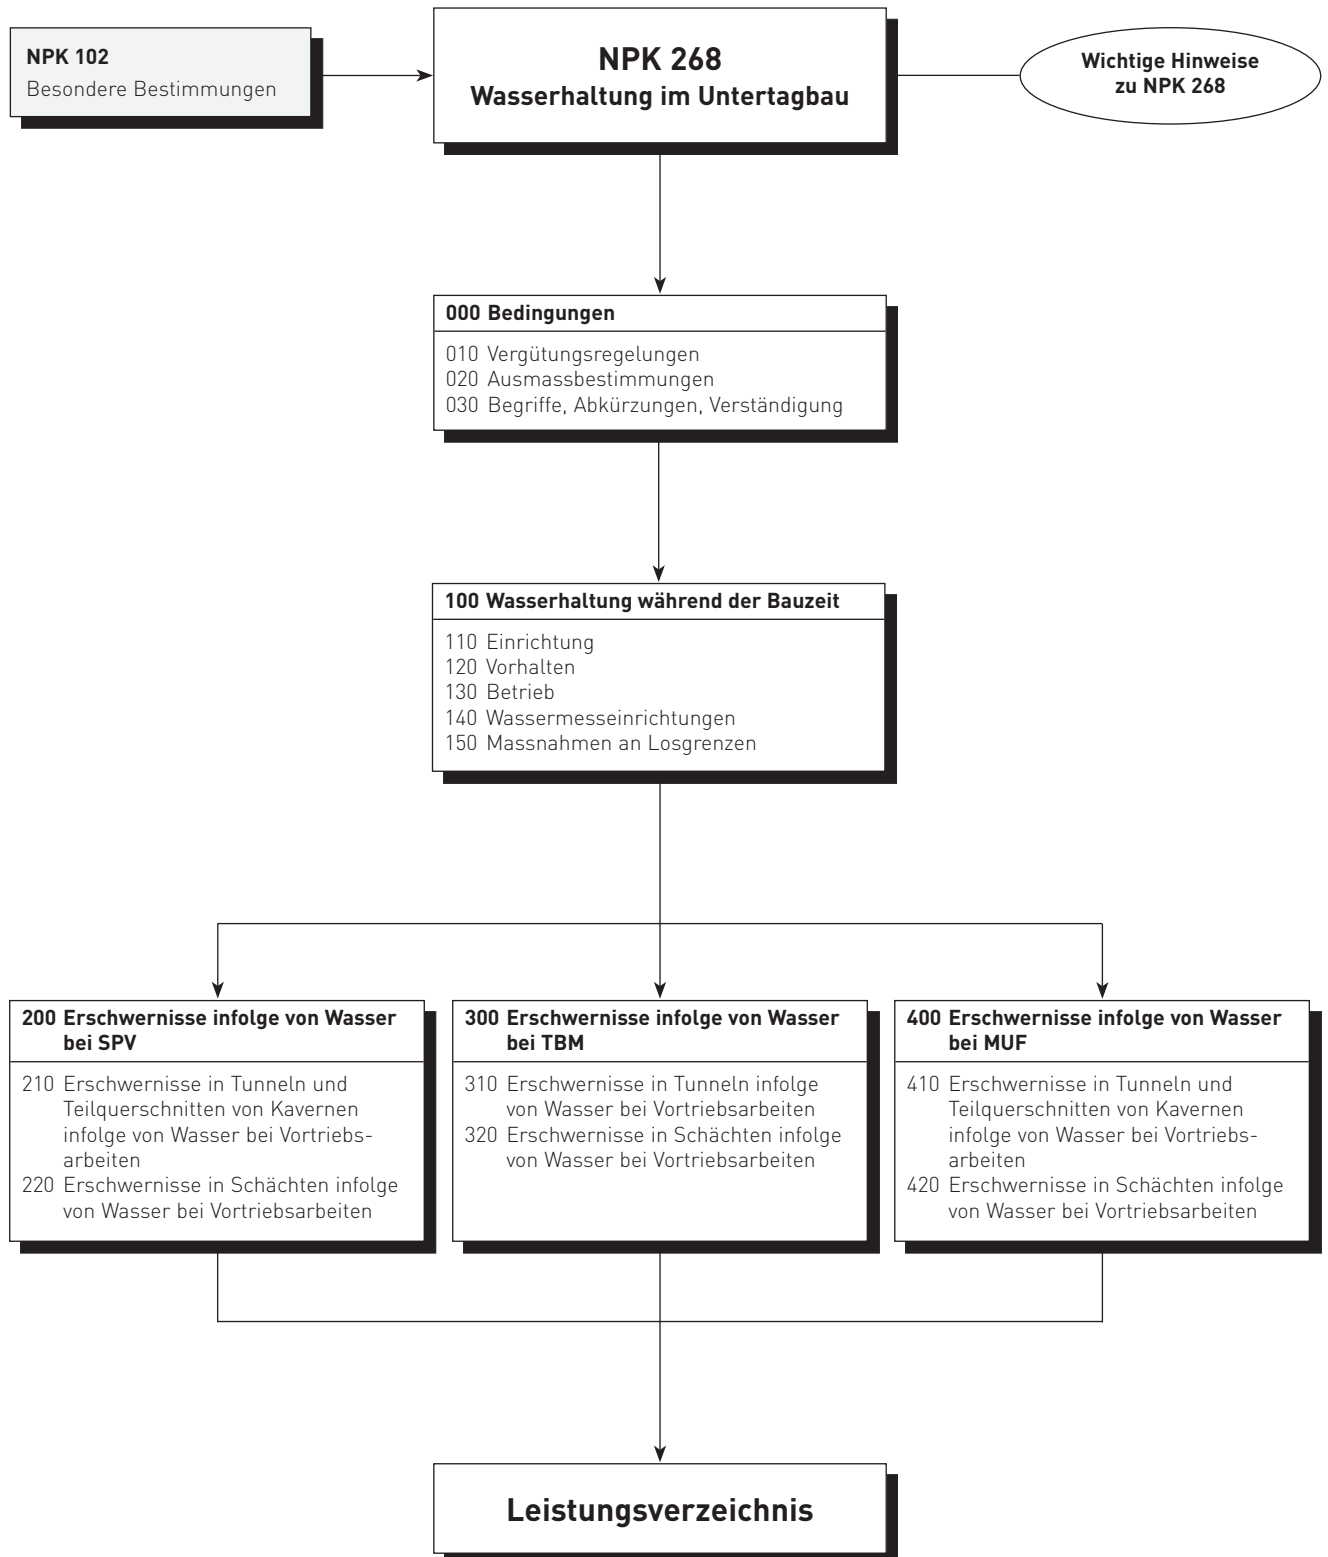 NPK 102
Besondere Bestimmungen
NPK 268
Wasserhaltung im Untertagbau
Wichtige Hinweise
zu NPK 268
000 Bedingungen
010 Vergütungsregelungen
020 Ausmassbestimmungen
030 Begriffe, Abkürzungen, Verständigung
100 Wasserhaltung während der Bauzeit
110 Einrichtung
120 Vorhalten
130 Betrieb
140 Wassermesseinrichtungen
150 Massnahmen an Losgrenzen
200 Erschwernisse infolge von Wasser
bei SPV
210 Erschwernisse in Tunneln und
Teilquerschnitten von Kavernen
infolge von Wasser bei Vortriebs-
arbeiten
220 Erschwernisse in Schächten infolge
von Wasser bei Vortriebsarbeiten
300 Erschwernisse infolge von Wasser
bei TBM
310 Erschwernisse in Tunneln infolge
von Wasser bei Vortriebsarbeiten
320 Erschwernisse in Schächten infolge
von Wasser bei Vortriebsarbeiten
400 Erschwernisse infolge von Wasser
bei MUF
410 Erschwernisse in Tunneln und
Teilquerschnitten von Kavernen
infolge von Wasser bei Vortriebs-
arbeiten
420 Erschwernisse in Schächten infolge
von Wasser bei Vortriebsarbeiten
Leistungsverzeichnis